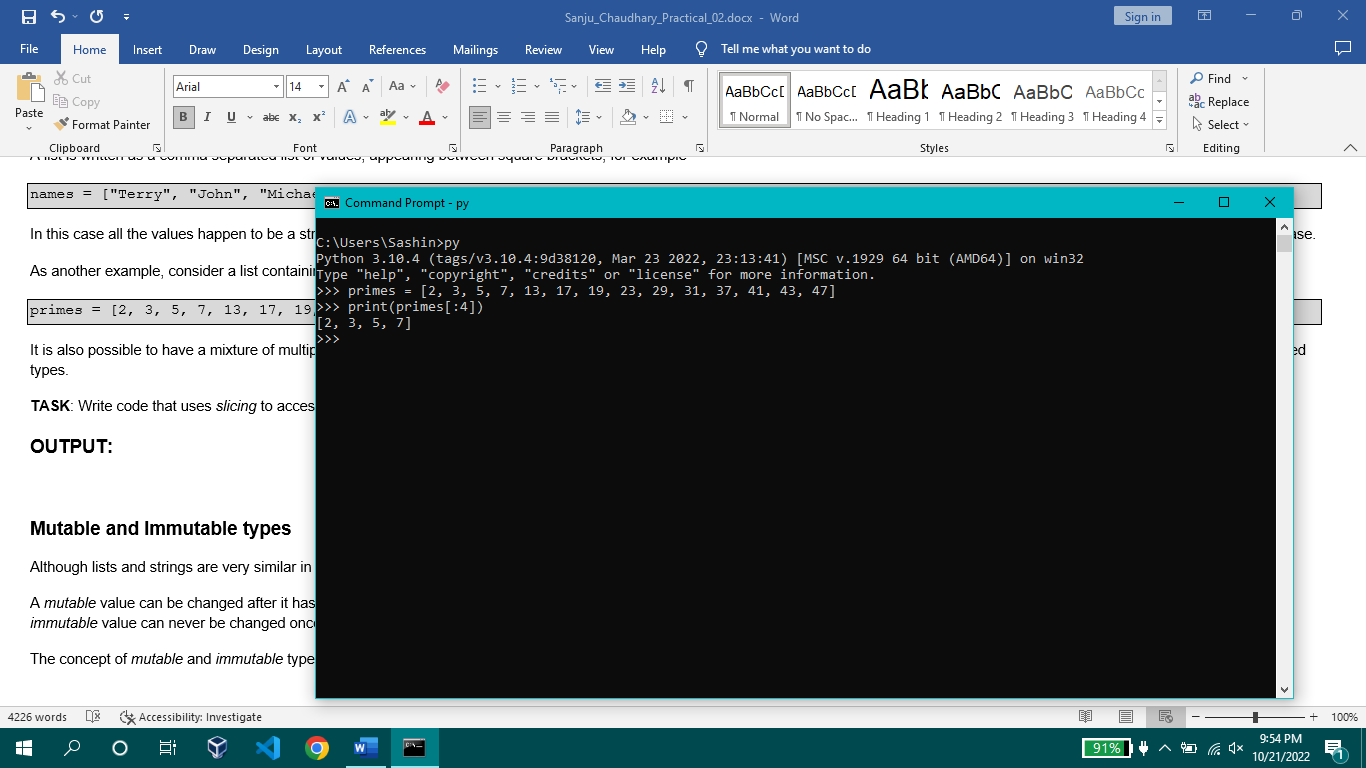 Sanju_Chaudhary_Practical_02.docx - Word
Sign in
File Home Insert Draw Design Layout References Mailings Review View Help Tell me what you want to do
Paste
Cut
Copy
Format Painter
Clipboard
Arial 14
Font
Paragraph
AaBbCcI AaBbCcI AaBb AaBbC AaBbC AaBbCc
¶ Normal ¶ No Spac... ¶ Heading 1 ¶ Heading 2 ¶ Heading 3 ¶ Heading 4
Styles
Find
Replace
Select
Editing
A list is written as a comma separated list of values, appearing between square brackets, for example
names = ["Terry", "John", "Michae
In this case all the values happen to be a str
ase.
As another example, consider a list containin
primes = [2, 3, 5, 7, 13, 17, 19,
It is also possible to have a mixture of multip
ed
types.
TASK: Write code that uses slicing to acces
OUTPUT:
Mutable and Immutable types
Although lists and strings are very similar in
A mutable value can be changed after it has
immutable value can never be changed once
The concept of mutable and immutable type
Command Prompt - py
C:\Users\Sashin>py
Python 3.10.4 (tags/v3.10.4:9d38120, Mar 23 2022, 23:13:41) [MSC v.1929 64 bit (AMD64)] on win32
Type "help", "copyright", "credits" or "license" for more information.
>>> primes = [2, 3, 5, 7, 13, 17, 19, 23, 29, 31, 37, 41, 43, 47]
>>> print(primes[:4])
[2, 3, 5, 7]
>>>
4226 words Accessibility: Investigate 100%
91%
9:54 PM
10/21/2022
1